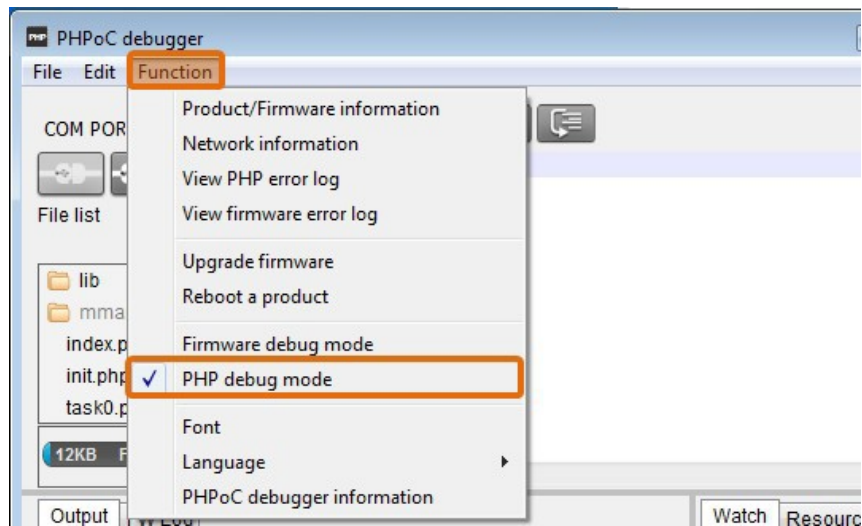 PHPoC debugger
File Edit Function
Product/Firmware information
COM POR
Network information
View PHP error log
File list
View firmware error log
Upgrade firmware
lib
Reboot a product
mma
index.p
Firmware debug mode
init.php
PHP debug mode
task0.p
Font
12KB F
Language
PHPoC debugger information
Output
Watch Resourc